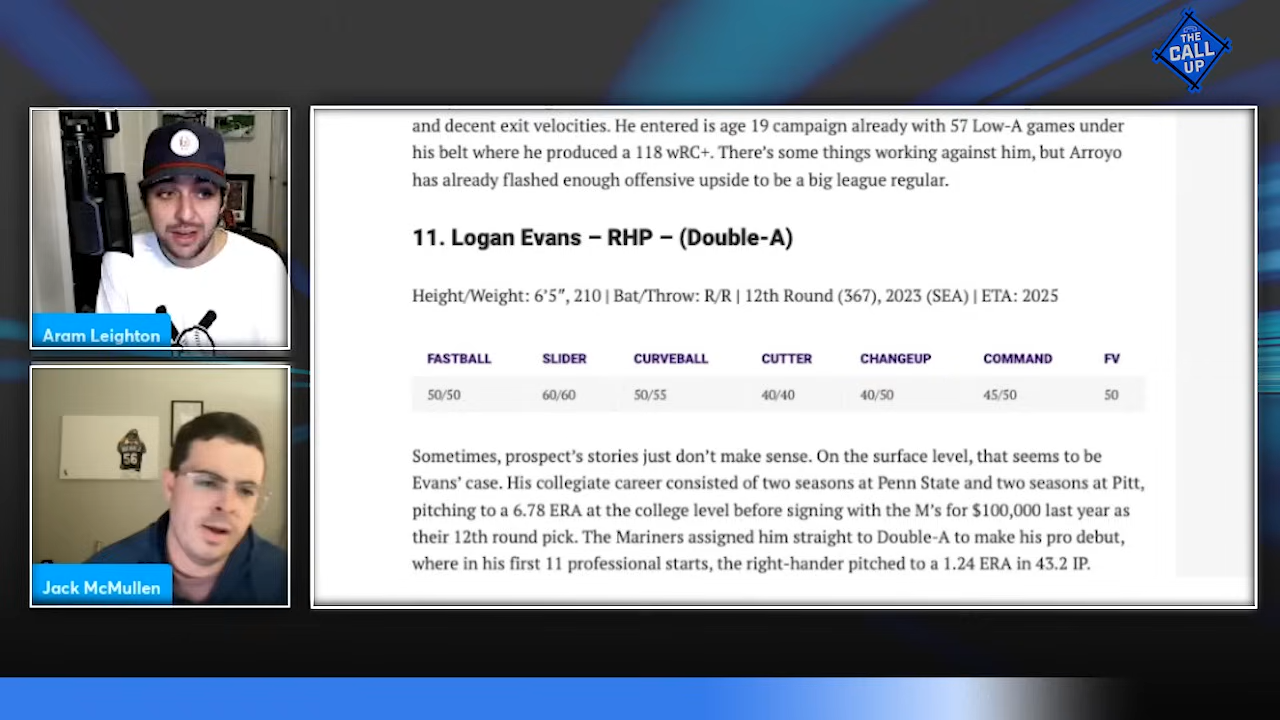 THE
CALL
UP
and decent exit velocities. He entered is age 19 campaign already with 57 Low-A games under
his belt where he produced a 118 wRC+. There's some things working against him, but Arroyo
has already flashed enough offensive upside to be a big league regular.
11. Logan Evans – RHP – (Double-A)
Height/Weight: 6'5″, 210 | Bat/Throw: R/R | 12th Round (367), 2023 (SEA) | ETA: 2025
FASTBALL SLIDER CURVEBALL CUTTER CHANGEUP COMMAND FV
50/50 60/60 50/55 40/40 40/50 45/50 50
Sometimes, prospect's stories just don't make sense. On the surface level, that seems to be
Evans' case. His collegiate career consisted of two seasons at Penn State and two seasons at Pitt,
pitching to a 6.78 ERA at the college level before signing with the M's for $100,000 last year as
their 12th round pick. The Mariners assigned him straight to Double-A to make his pro debut,
where in his first 11 professional starts, the right-hander pitched to a 1.24 ERA in 43.2 IP.
Aram Leighton
56
Jack McMullen